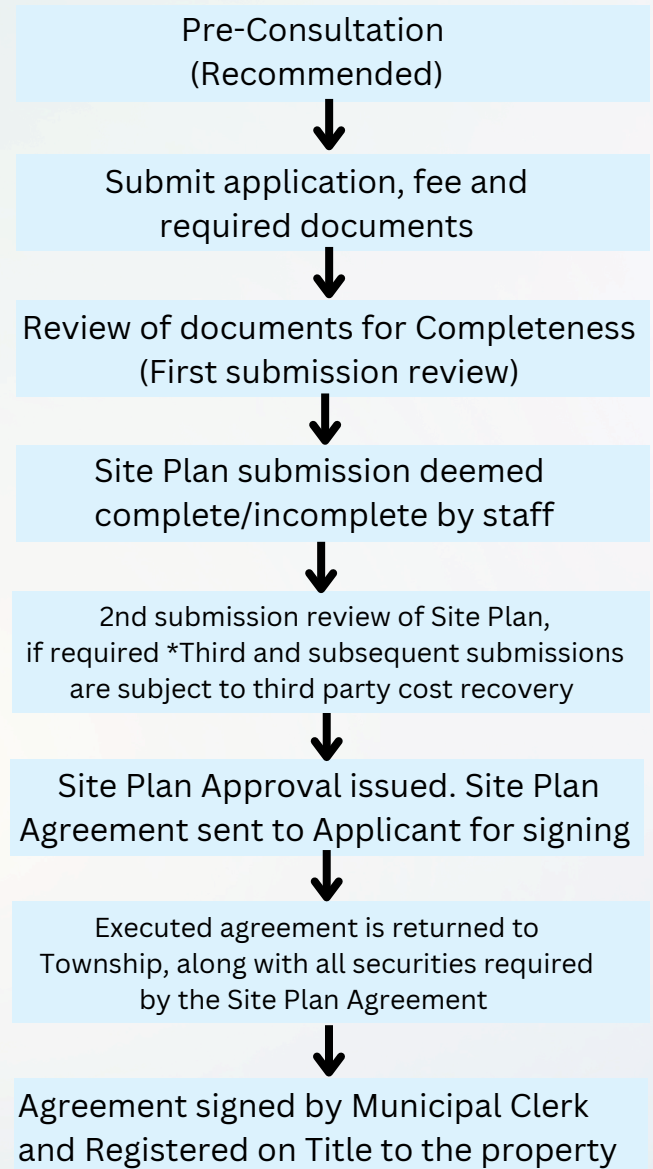 Pre-Consultation
(Recommended)
Submit application, fee and
required documents
Review of documents for Completeness
(First submission review)
Site Plan submission deemed
complete/incomplete by staff
2nd submission review of Site Plan,
if required *Third and subsequent submissions
are subject to third party cost recovery
Site Plan Approval issued. Site Plan
Agreement sent to Applicant for signing
Executed agreement is returned to
Township, along with all securities required
by the Site Plan Agreement
Agreement signed by Municipal Clerk
and Registered on Title to the property